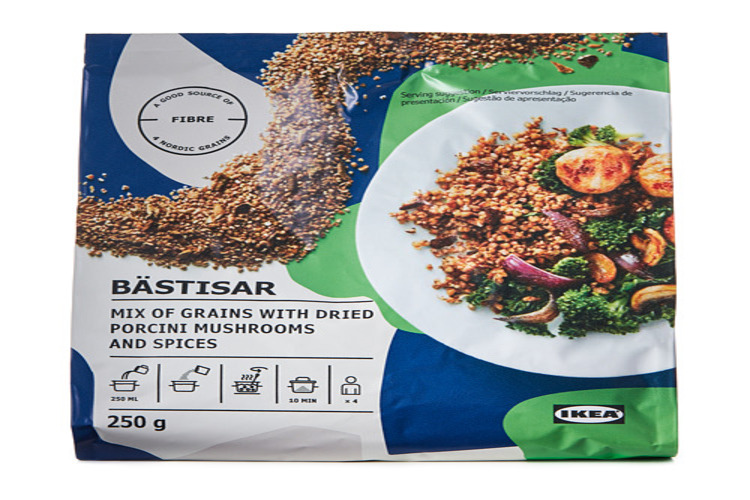 A GOOD SOURCE OF
FIBRE
4 NORDIC GRAINS
Serving suggestion / Serviervorschlag / Sugerencia de
presentación / Sugestão de apresentação
BÄSTISAR
MIX OF GRAINS WITH DRIED
PORCINI MUSHROOMS
AND SPICES
250 ML
10 MIN
× 4
250 g
IKEA